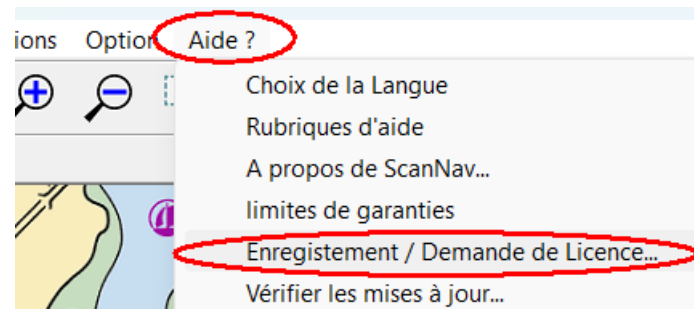 ions Option Aide ?
Choix de la Langue
Rubriques d'aide
A propos de ScanNav...
limites de garanties
Enregistement / Demande de Licence...
Vérifier les mises à jour...